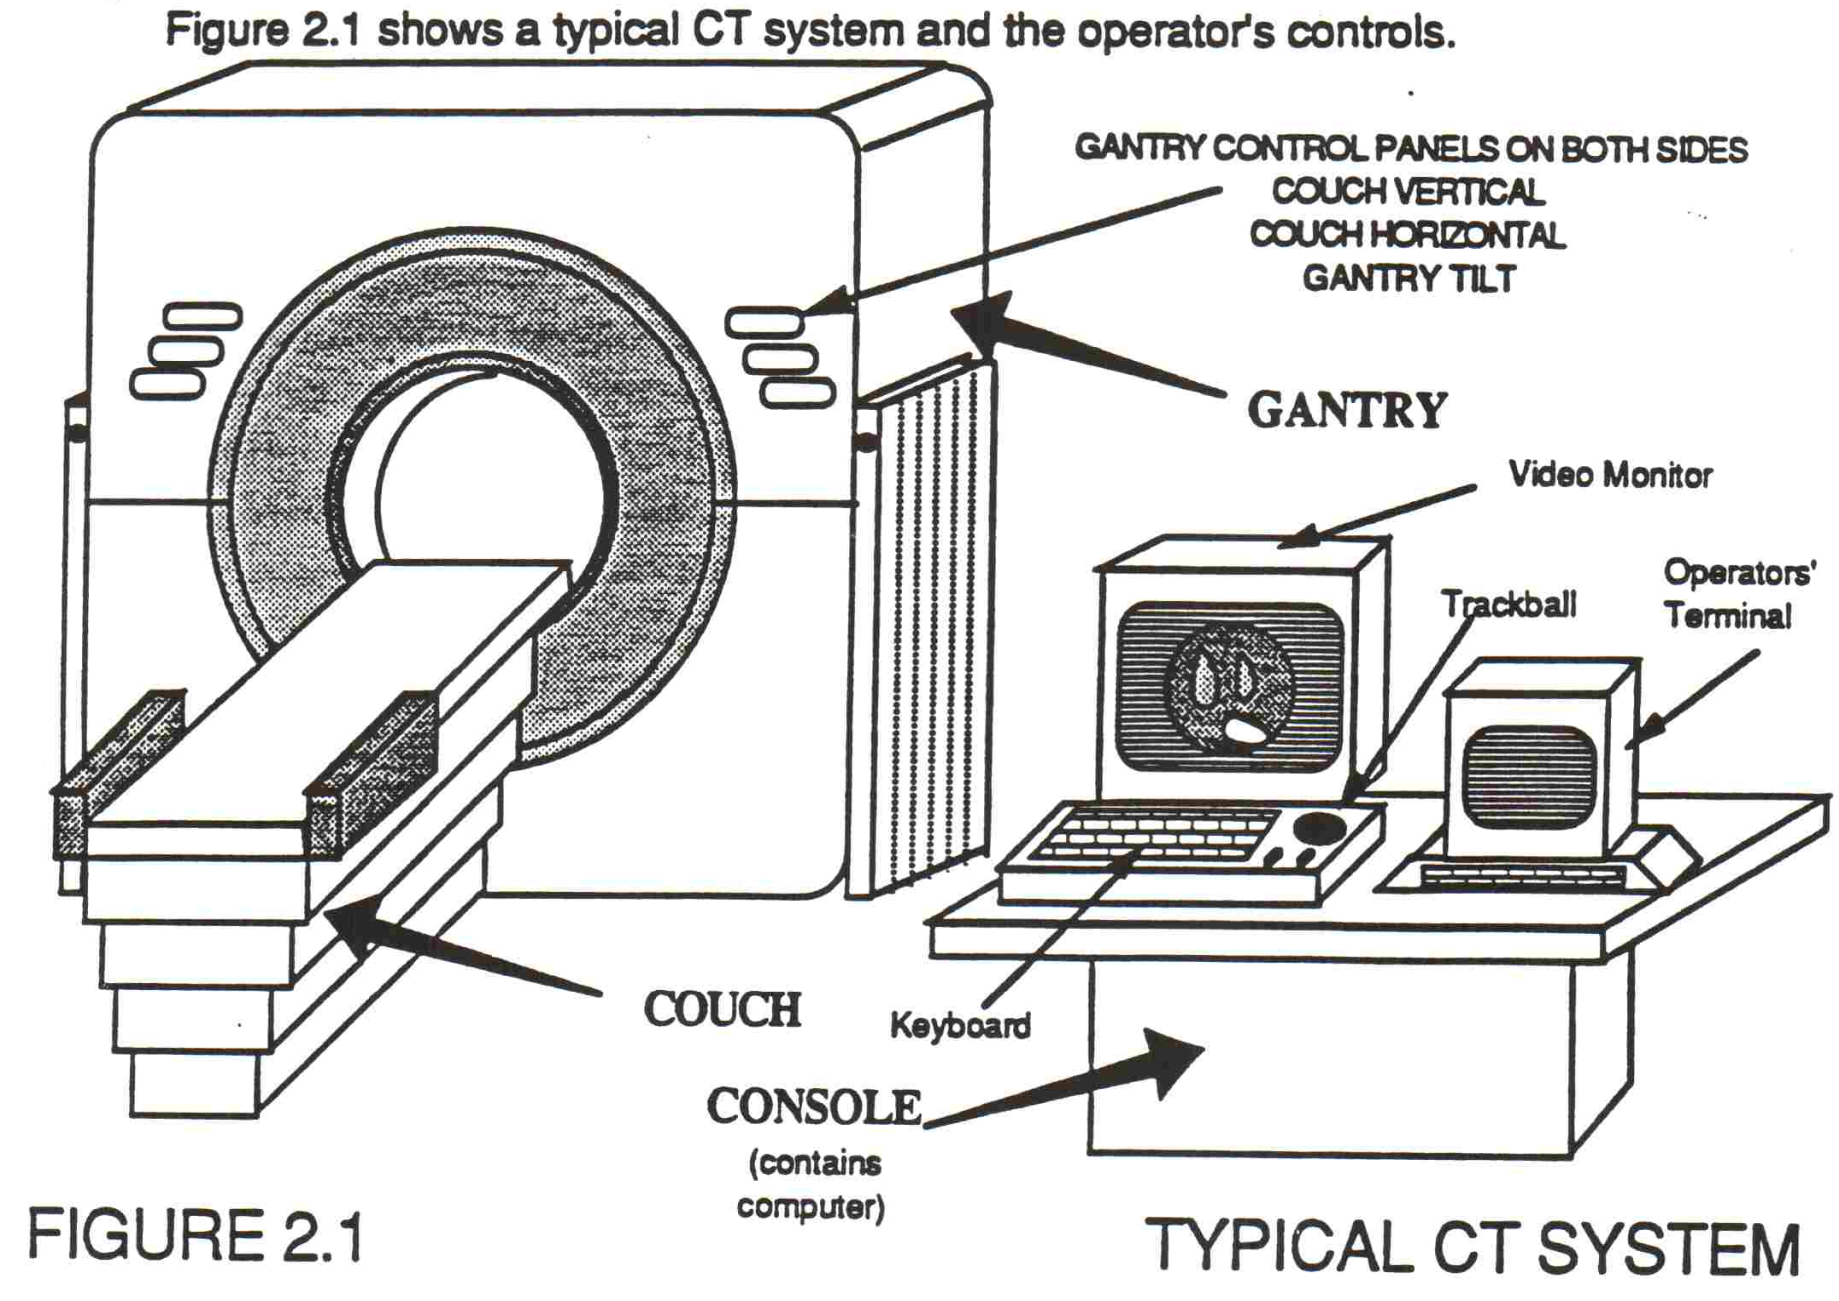 Figure 2.1 shows a typical CT system and the operator's controls.
GANTRY CONTROL PANELS ON BOTH SIDES
COUCH VERTICAL
COUCH HORIZONTAL
GANTRY TILT
GANTRY
Video Monitor
Operators'
Terminal
Trackball
COUCH
Keyboard
CONSOLE
(contains
computer)
FIGURE 2.1
TYPICAL CT SYSTEM